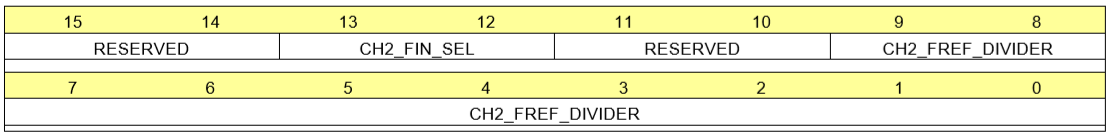 15 14 13 12 11 10 9 8
RESERVED CH2_FIN_SEL RESERVED CH2_FREF_DIVIDER
7 6 5 4 3 2 1 0
CH2_FREF_DIVIDER